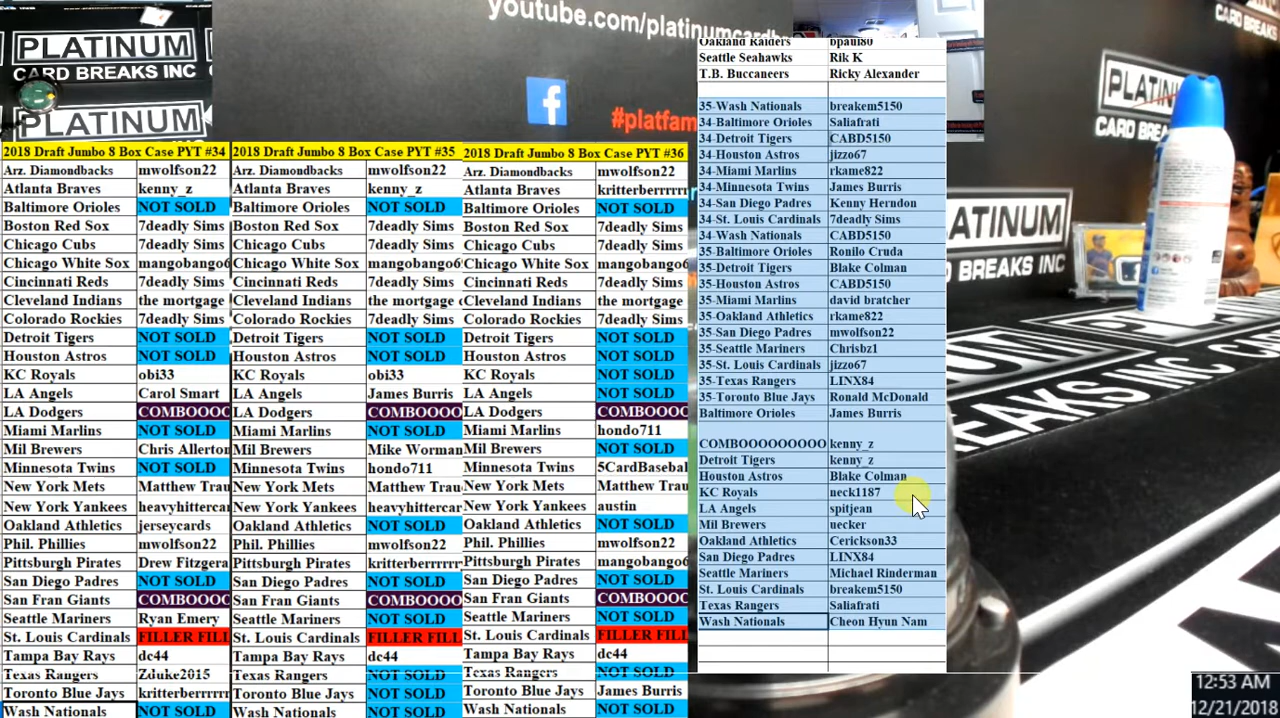 youtube.com/platinumcardbr
PLATINUM
CARD BREAKS INC
PLATINUM
#platfam
2018 Draft Jumbo 8 Box Case PYT #34
Arz. Diamondbacks mwolfson22
Atlanta Braves kenny_z
Baltimore Orioles NOT SOLD
Boston Red Sox 7deadly Sims
Chicago Cubs 7deadly Sims
Chicago White Sox mangobango6
Cincinnati Reds 7deadly Sims
Cleveland Indians the mortgage
Colorado Rockies 7deadly Sims
Detroit Tigers NOT SOLD
Houston Astros NOT SOLD
KC Royals obi33
LA Angels Carol Smart
LA Dodgers COMBOOOO
Miami Marlins NOT SOLD
Mil Brewers Chris Allerton
Minnesota Twins NOT SOLD
New York Mets Matthew Trau
New York Yankees heavyhittercar
Oakland Athletics jerseycards
Phil. Phillies mwolfson22
Pittsburgh Pirates Drew Fitzgera
San Diego Padres NOT SOLD
San Fran Giants COMBOOOO
Seattle Mariners Ryan Emery
St. Louis Cardinals FILLER FILL
Tampa Bay Rays dc44
Texas Rangers Zduke2015
Toronto Blue Jays kritterberrrrrr
Wash Nationals NOT SOLD
2018 Draft Jumbo 8 Box Case PYT #35
Arz. Diamondbacks mwolfson22
Atlanta Braves kenny_z
Baltimore Orioles NOT SOLD
Boston Red Sox 7deadly Sims
Chicago Cubs 7deadly Sims
Chicago White Sox mangobango6
Cincinnati Reds 7deadly Sims
Cleveland Indians the mortgage
Colorado Rockies 7deadly Sims
Detroit Tigers NOT SOLD
Houston Astros NOT SOLD
KC Royals obi33
LA Angels James Burris
LA Dodgers COMBOOOO
Miami Marlins NOT SOLD
Mil Brewers Mike Worman
Minnesota Twins hondo711
New York Mets Matthew Trau
New York Yankees heavyhittercar
Oakland Athletics NOT SOLD
Phil. Phillies mwolfson22
Pittsburgh Pirates kritterberrrrrr
San Diego Padres NOT SOLD
San Fran Giants COMBOOOO
Seattle Mariners NOT SOLD
St. Louis Cardinals FILLER FILL
Tampa Bay Rays dc44
Texas Rangers NOT SOLD
Toronto Blue Jays NOT SOLD
Wash Nationals NOT SOLD
2018 Draft Jumbo 8 Box Case PYT #36
Arz. Diamondbacks mwolfson22
Atlanta Braves kritterberrrrrr
Baltimore Orioles NOT SOLD
Boston Red Sox 7deadly Sims
Chicago Cubs 7deadly Sims
Chicago White Sox mangobango6
Cincinnati Reds 7deadly Sims
Cleveland Indians the mortgage
Colorado Rockies 7deadly Sims
Detroit Tigers NOT SOLD
Houston Astros NOT SOLD
KC Royals NOT SOLD
LA Angels NOT SOLD
LA Dodgers COMBOOOO
Miami Marlins hondo711
Mil Brewers NOT SOLD
Minnesota Twins 5CardBasebal
New York Mets Matthew Trau
New York Yankees austin
Oakland Athletics NOT SOLD
Phil. Phillies mwolfson22
Pittsburgh Pirates mangobango6
San Diego Padres NOT SOLD
San Fran Giants COMBOOOO
Seattle Mariners NOT SOLD
St. Louis Cardinals FILLER FILL
Tampa Bay Rays dc44
Texas Rangers NOT SOLD
Toronto Blue Jays James Burris
Wash Nationals NOT SOLD
Oakland Raiders bpaul80
Seattle Seahawks Rik K
T.B. Buccaneers Ricky Alexander
35-Wash Nationals breakem5150
34-Baltimore Orioles Saliafrati
34-Detroit Tigers CABD5150
34-Houston Astros jizzo67
34-Miami Marlins rkame822
34-Minnesota Twins James Burris
34-San Diego Padres Kenny Herndon
34-St. Louis Cardinals 7deadly Sims
34-Wash Nationals CABD5150
35-Baltimore Orioles Ronilo Cruda
35-Detroit Tigers Blake Colman
35-Houston Astros CABD5150
35-Miami Marlins david bratcher
35-Oakland Athletics rkame822
35-San Diego Padres mwolfson22
35-Seattle Mariners Chrisbz1
35-St. Louis Cardinals jizzo67
35-Texas Rangers LINX84
35-Toronto Blue Jays Ronald McDonald
Baltimore Orioles James Burris
COMBOOOOOOOOOO kenny_z
Detroit Tigers kenny_z
Houston Astros Blake Colman
KC Royals neck1187
LA Angels spitjean
Mil Brewers uecker
Oakland Athletics Cerickson33
San Diego Padres LINX84
Seattle Mariners Michael Rinderman
St. Louis Cardinals breakem5150
Texas Rangers Saliafrati
Wash Nationals Cheon Hyun Nam
PLATINUM
CARD BREAKS INC
PLAT
CARD BR
LATINUM
RD BREAKS INC
EAKS INC
12:53 AM
12/21/2018